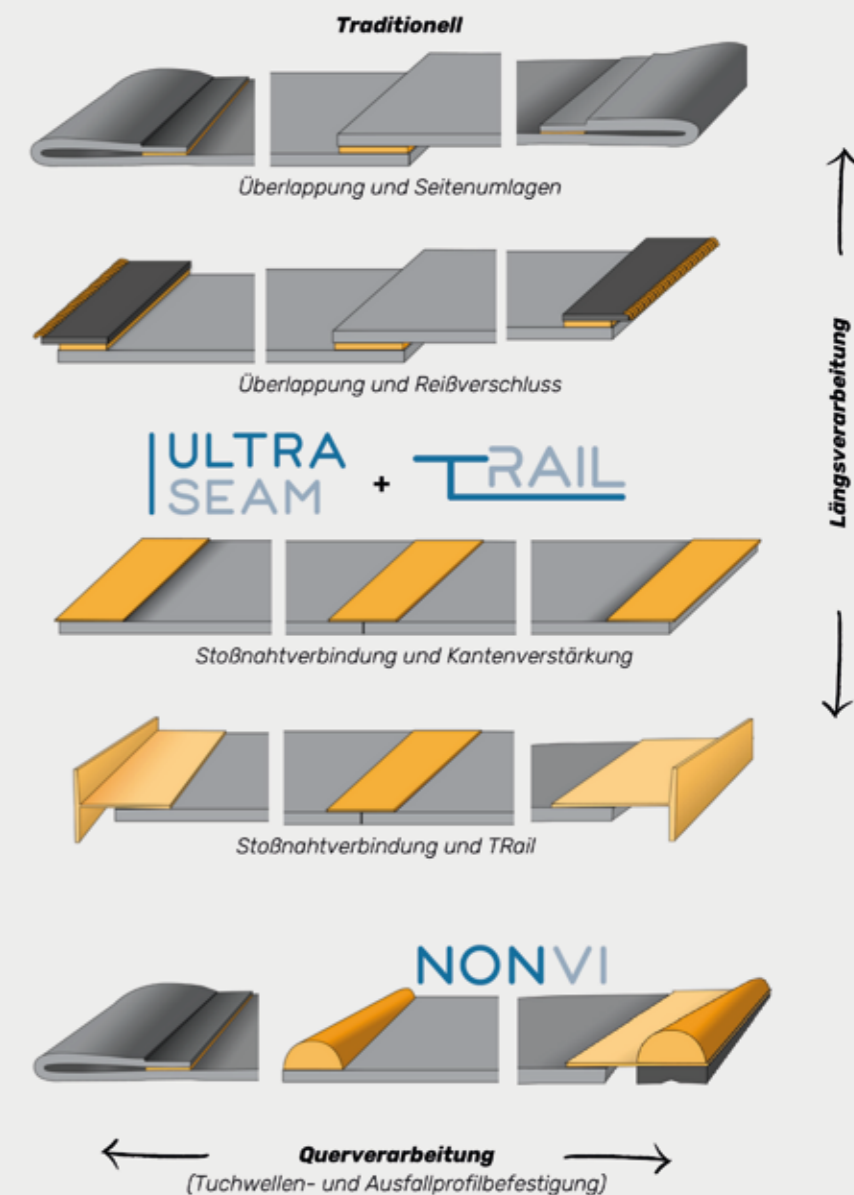 Traditionell
Überlappung und Seitenumlagen
Überlappung und Reißverschluss
ULTRA
SEAM + TRAIL
Stoßnahtverbindung und Kantenverstärkung
Stoßnahtverbindung und TRail
Längsverarbeitung
NONVI
Querverarbeitung
(Tuchwellen- und Ausfallprofilbefestigung)